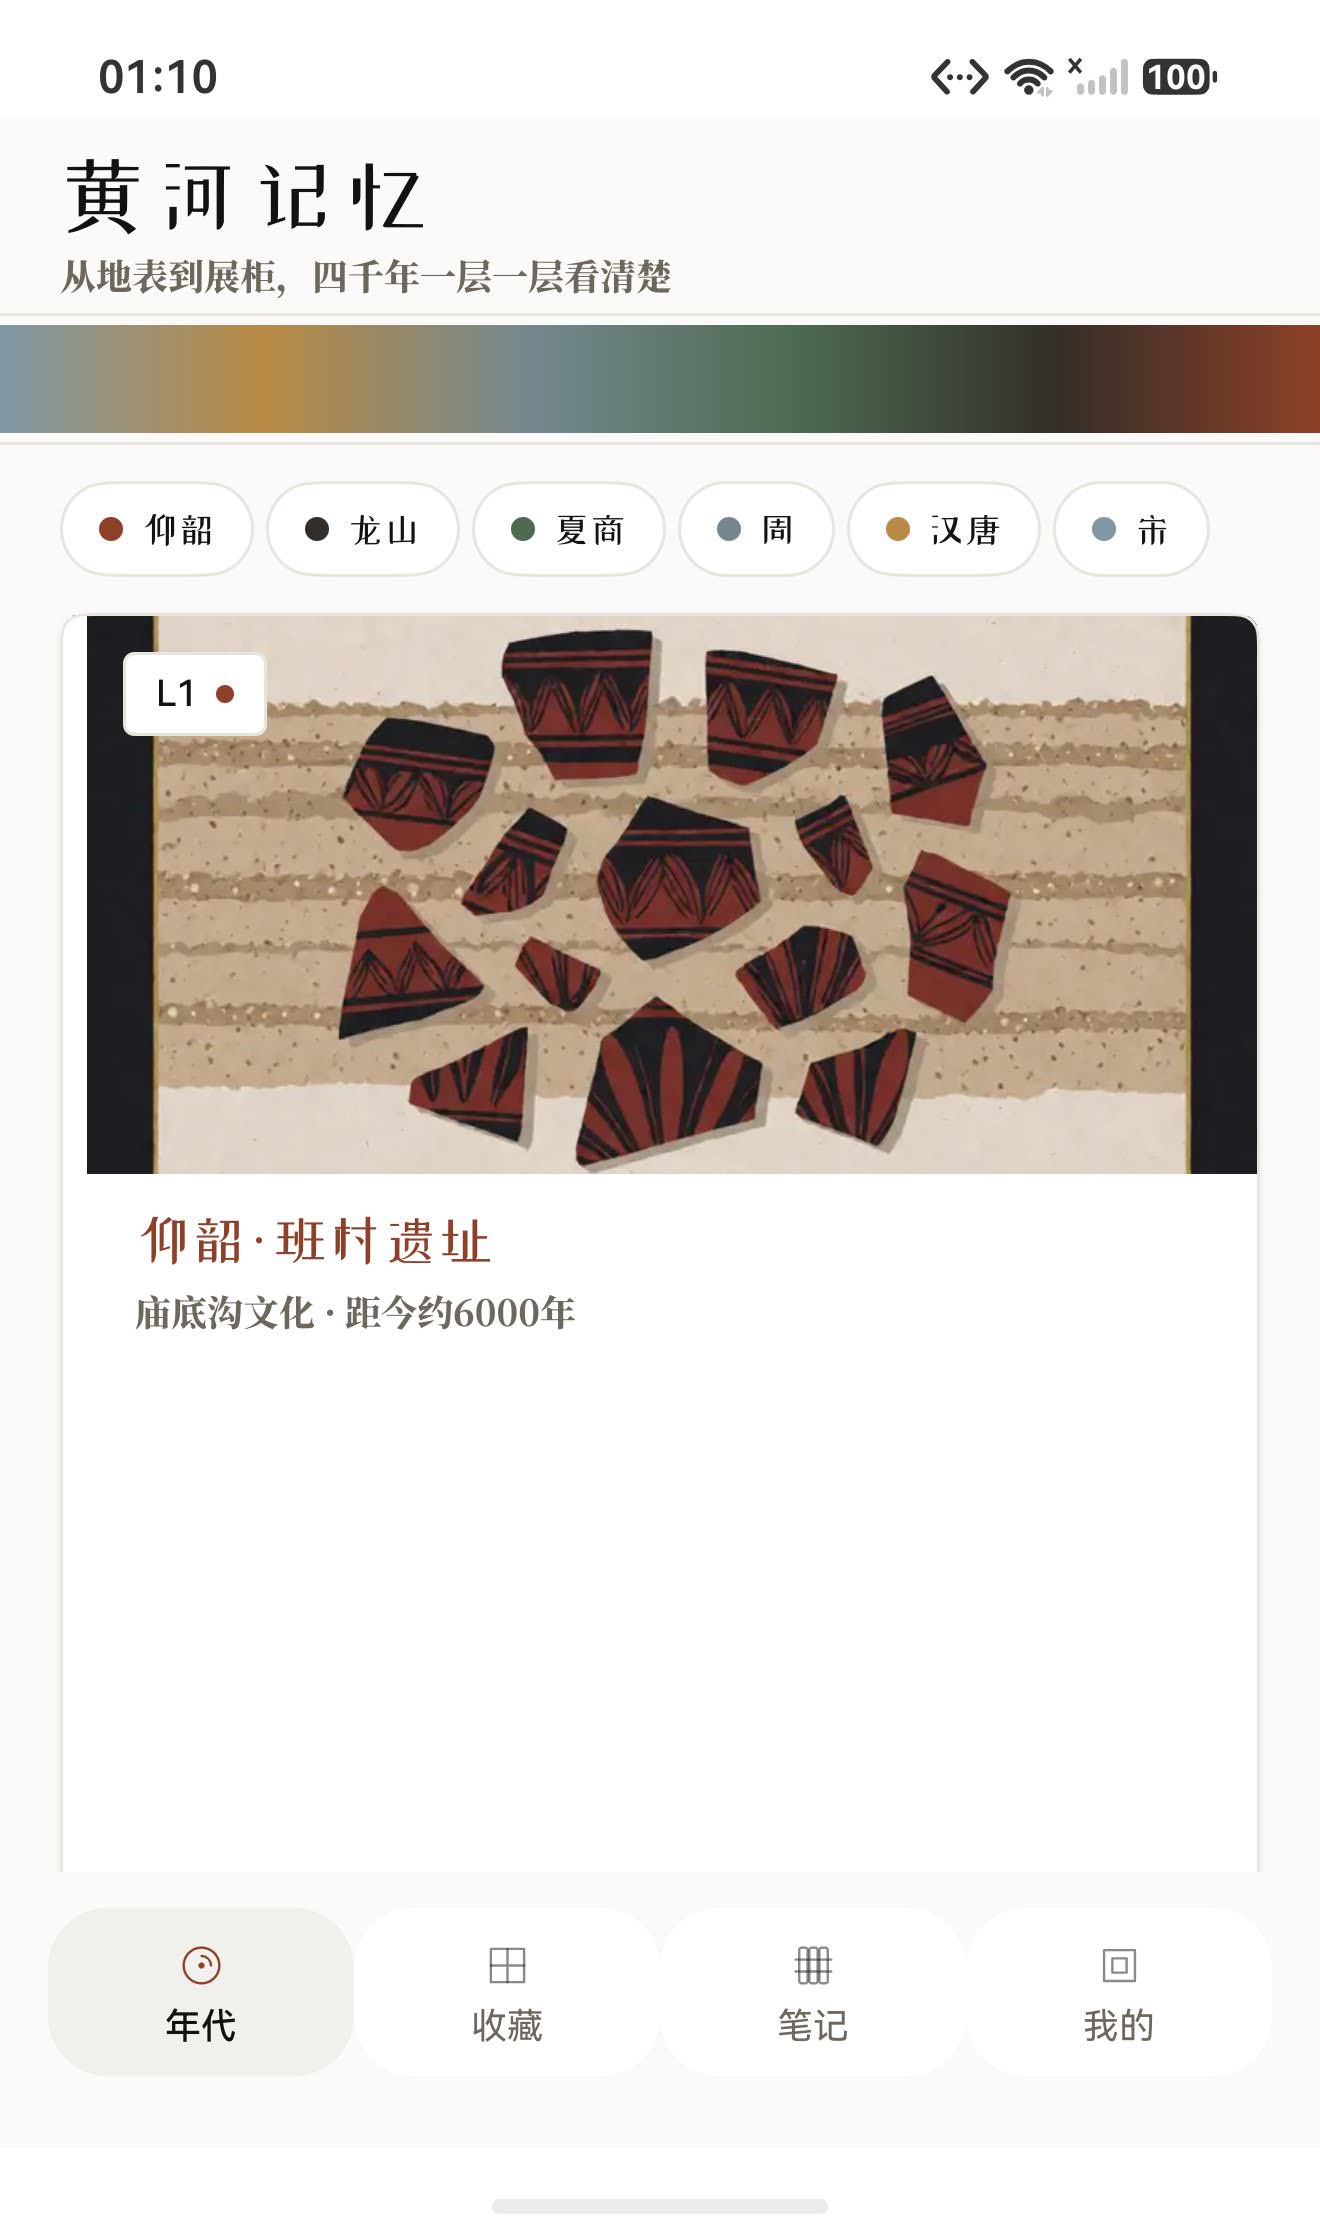 01:10
100
黄河记忆
从地表到展柜，四千年一层一层看清楚
仰韶
龙山
夏商
周
汉唐
宋
L1
仰韶·班村遗址
庙底沟文化 · 距今约6000年
年代
收藏
笔记
我的